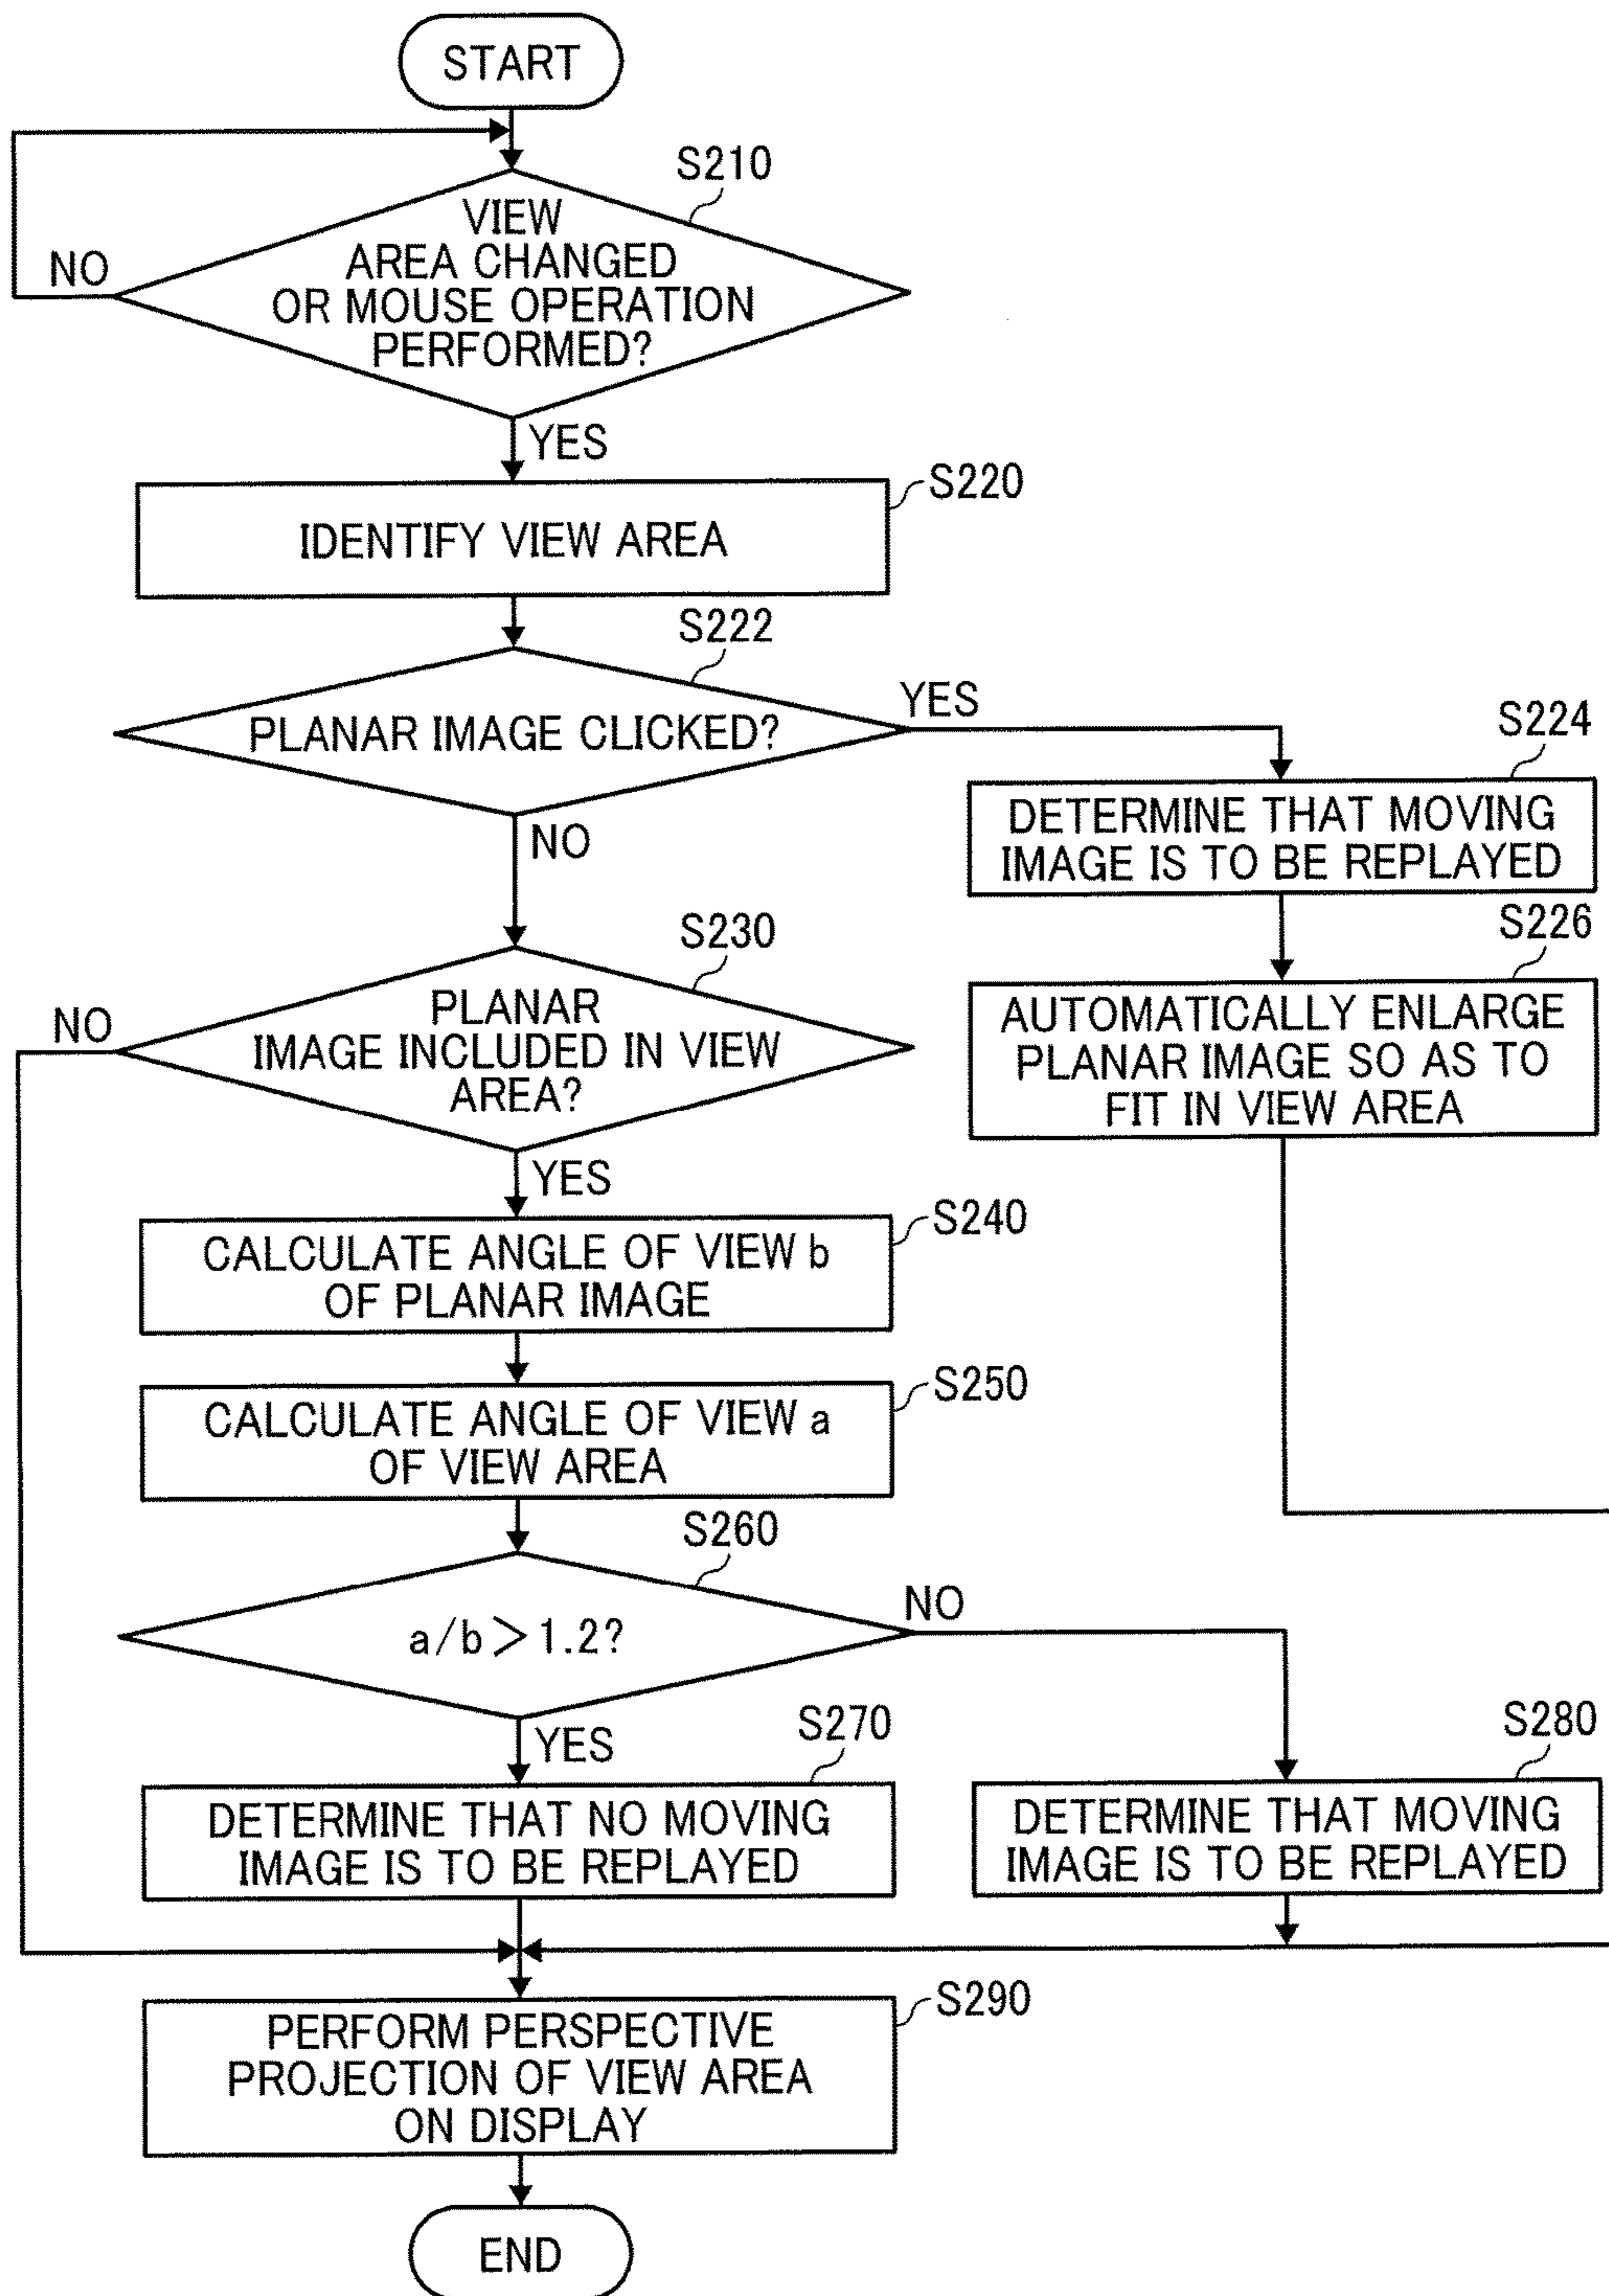 START
S210
VIEW
AREA CHANGED
OR MOUSE OPERATION
PERFORMED?
NO
YES
S220
IDENTIFY VIEW AREA
S222
PLANAR IMAGE CLICKED?
YES
NO
S224
DETERMINE THAT MOVING
IMAGE IS TO BE REPLAYED
S226
AUTOMATICALLY ENLARGE
PLANAR IMAGE SO AS TO
FIT IN VIEW AREA
S230
PLANAR
IMAGE INCLUDED IN VIEW
AREA?
NO
YES
S240
CALCULATE ANGLE OF VIEW b
OF PLANAR IMAGE
S250
CALCULATE ANGLE OF VIEW a
OF VIEW AREA
S260
a/b＞1.2?
NO
YES
S270
DETERMINE THAT NO MOVING
IMAGE IS TO BE REPLAYED
S280
DETERMINE THAT MOVING
IMAGE IS TO BE REPLAYED
S290
PERFORM PERSPECTIVE
PROJECTION OF VIEW AREA
ON DISPLAY
END